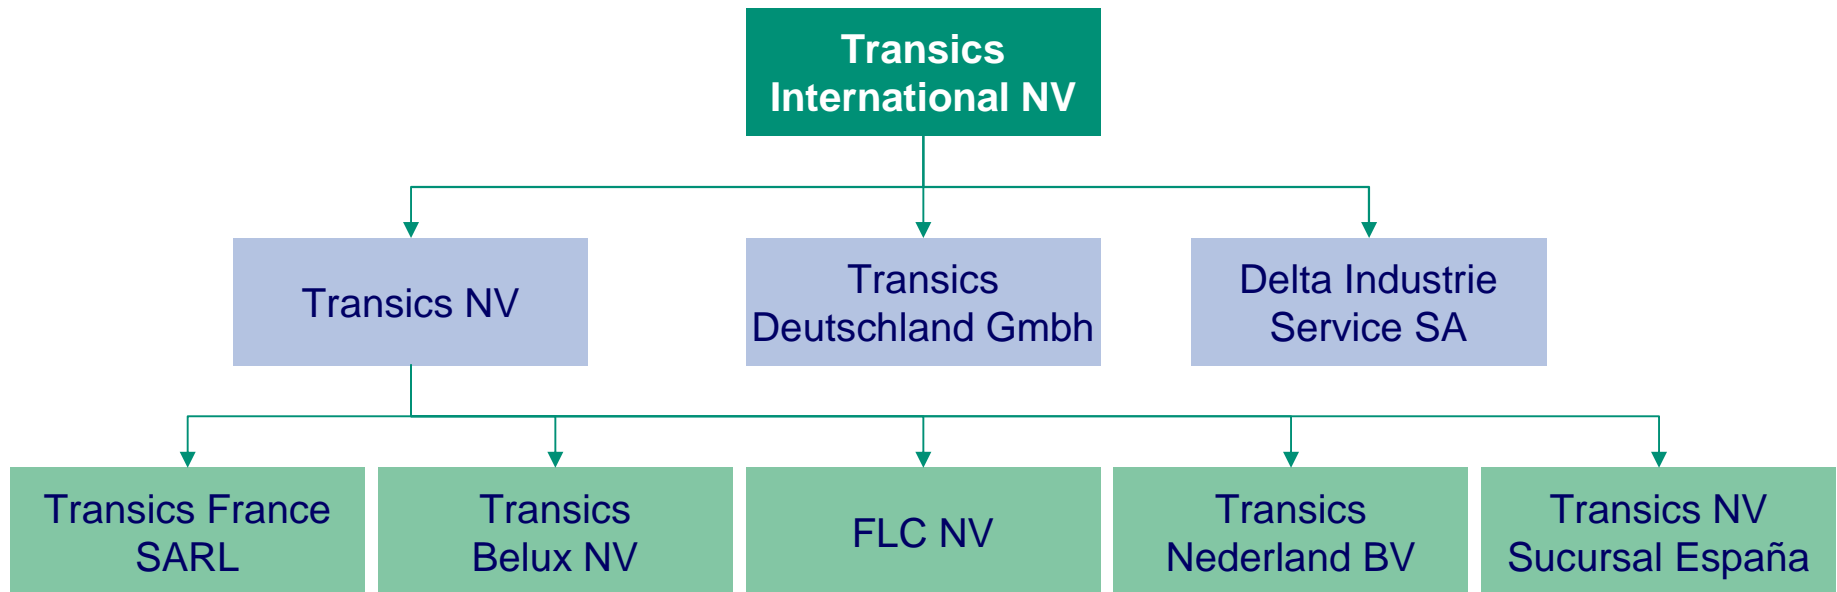 Transics
International NV
Transics NV
Transics
Deutschland Gmbh
Delta Industrie
Service SA
Transics France
SARL
Transics
Belux NV
FLC NV
Transics
Nederland BV
Transics NV
Sucursal España